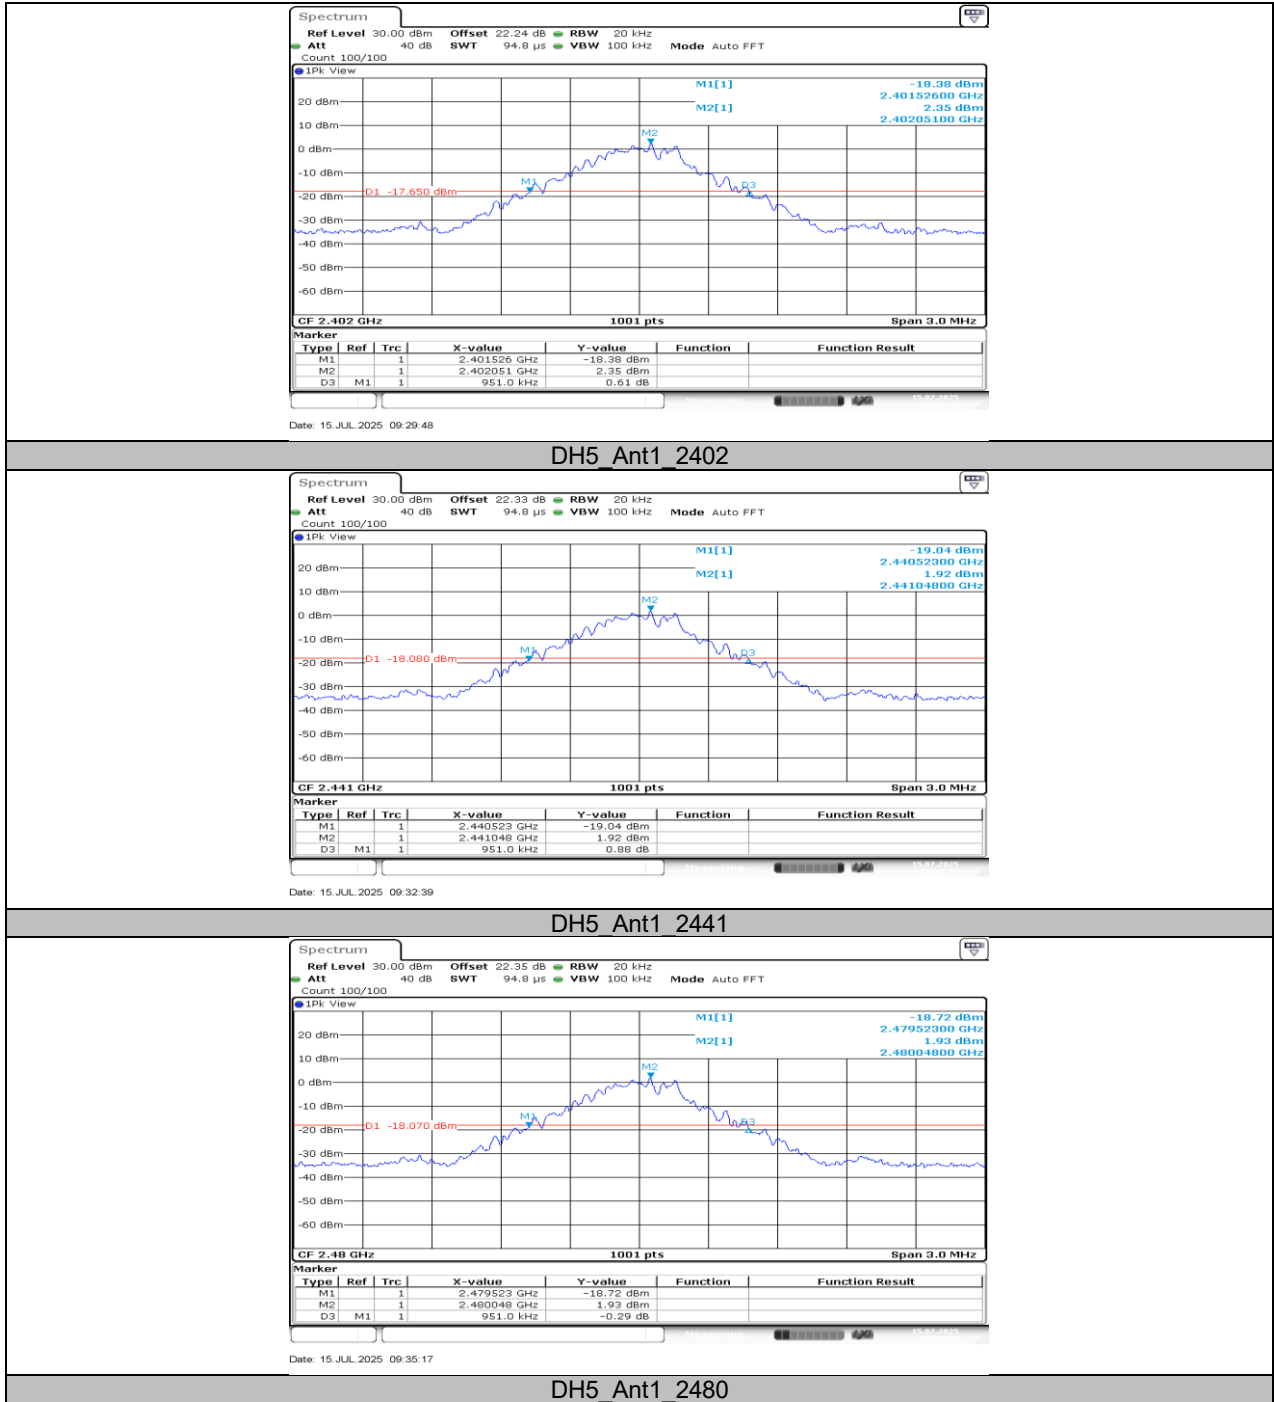 Spectrum
Ref Level 30.00 dBm Offset 22.24 dB RBW 20 kHz
Att 40 dB SWT 94.8 µs VBW 100 kHz Mode Auto FFT
Count 100/100
1Pk View
M1[1] -18.38 dBm
2.40152600 GHz
20 dBm
M2[1] 2.35 dBm
2.40205100 GHz
10 dBm
M2
0 dBm
-10 dBm
M1 D3
D1 -17.650 dBm
-20 dBm
-30 dBm
-40 dBm
-50 dBm
-60 dBm
CF 2.402 GHz 1001 pts Span 3.0 MHz
Marker
Type Ref Trc X-value Y-value Function Function Result
M1 1 2.401526 GHz -18.38 dBm
M2 1 2.402051 GHz 2.35 dBm
D3 M1 1 951.0 kHz 0.61 dB
15.07.2025
Date: 15.JUL.2025 09:29:48
DH5_Ant1_2402
Spectrum
Ref Level 30.00 dBm Offset 22.33 dB RBW 20 kHz
Att 40 dB SWT 94.8 µs VBW 100 kHz Mode Auto FFT
Count 100/100
1Pk View
M1[1] -19.04 dBm
2.44052300 GHz
20 dBm
M2[1] 1.92 dBm
2.44104800 GHz
10 dBm
M2
0 dBm
-10 dBm
M1 D3
D1 -18.080 dBm
-20 dBm
-30 dBm
-40 dBm
-50 dBm
-60 dBm
CF 2.441 GHz 1001 pts Span 3.0 MHz
Marker
Type Ref Trc X-value Y-value Function Function Result
M1 1 2.440523 GHz -19.04 dBm
M2 1 2.441048 GHz 1.92 dBm
D3 M1 1 951.0 kHz 0.88 dB
15.07.2025
Date: 15.JUL.2025 09:32:39
DH5_Ant1_2441
Spectrum
Ref Level 30.00 dBm Offset 22.35 dB RBW 20 kHz
Att 40 dB SWT 94.8 µs VBW 100 kHz Mode Auto FFT
Count 100/100
1Pk View
M1[1] -18.72 dBm
2.47952300 GHz
20 dBm
M2[1] 1.93 dBm
2.48004800 GHz
10 dBm
M2
0 dBm
-10 dBm
M1 D3
D1 -18.070 dBm
-20 dBm
-30 dBm
-40 dBm
-50 dBm
-60 dBm
CF 2.48 GHz 1001 pts Span 3.0 MHz
Marker
Type Ref Trc X-value Y-value Function Function Result
M1 1 2.479523 GHz -18.72 dBm
M2 1 2.480048 GHz 1.93 dBm
D3 M1 1 951.0 kHz -0.29 dB
15.07.2025
Date: 15.JUL.2025 09:35:17
DH5_Ant1_2480